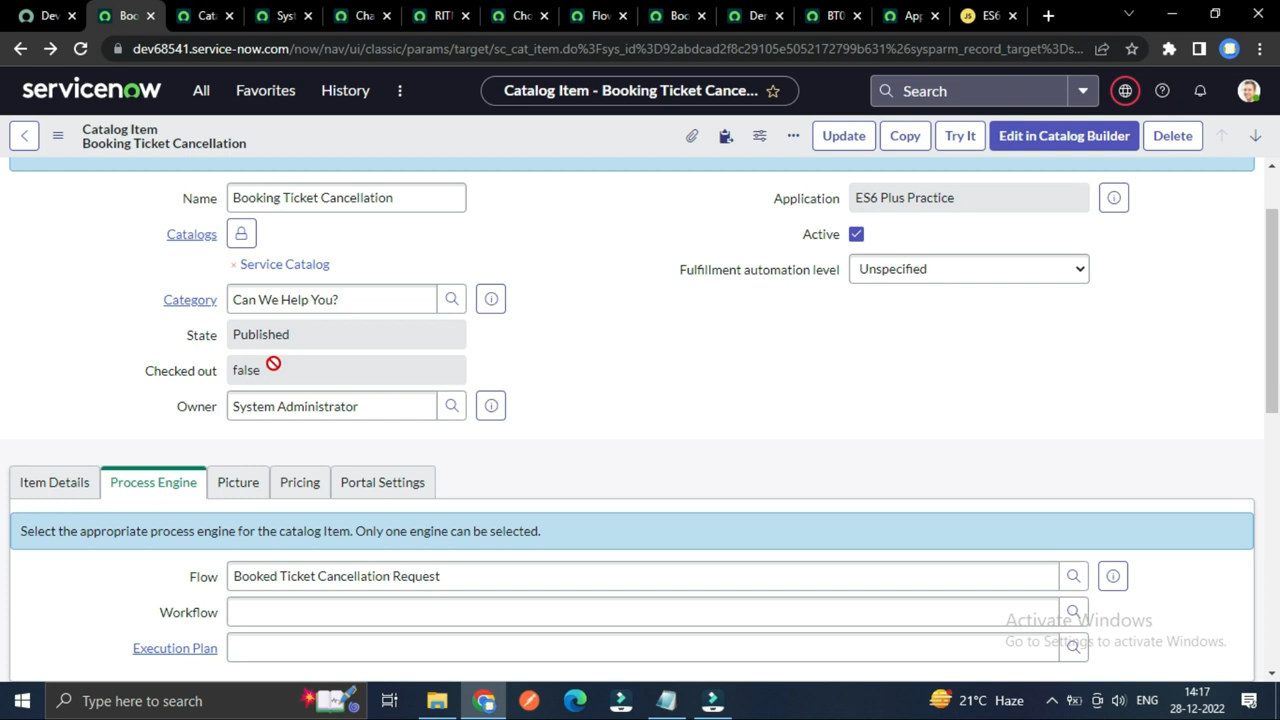 Dev
Boo
Cata
Syst
Cha
RIT
Cho
Flow
Boo
Der
BT0
App
JS ES6
dev68541.service-now.com/now/nav/ui/classic/params/target/sc_cat_item.do%3Fsys_id%3D92abdcad2f8c29105e5052172799b631%26sysparm_record_target%3Ds...
servicenow All Favorites History Catalog Item - Booking Ticket Cance... Search
Catalog Item
Booking Ticket Cancellation
Update Copy Try It Edit in Catalog Builder Delete
Name Booking Ticket Cancellation Application ES6 Plus Practice
Catalogs Active
× Service Catalog Fulfillment automation level Unspecified
Category Can We Help You?
State Published
Checked out false
Owner System Administrator
Item Details Process Engine Picture Pricing Portal Settings
Select the appropriate process engine for the catalog Item. Only one engine can be selected.
Flow Booked Ticket Cancellation Request
Workflow
Activate Windows
Go to Settings to activate Windows.
Execution Plan
Type here to search 21°C Haze ENG 14:17
28-12-2022